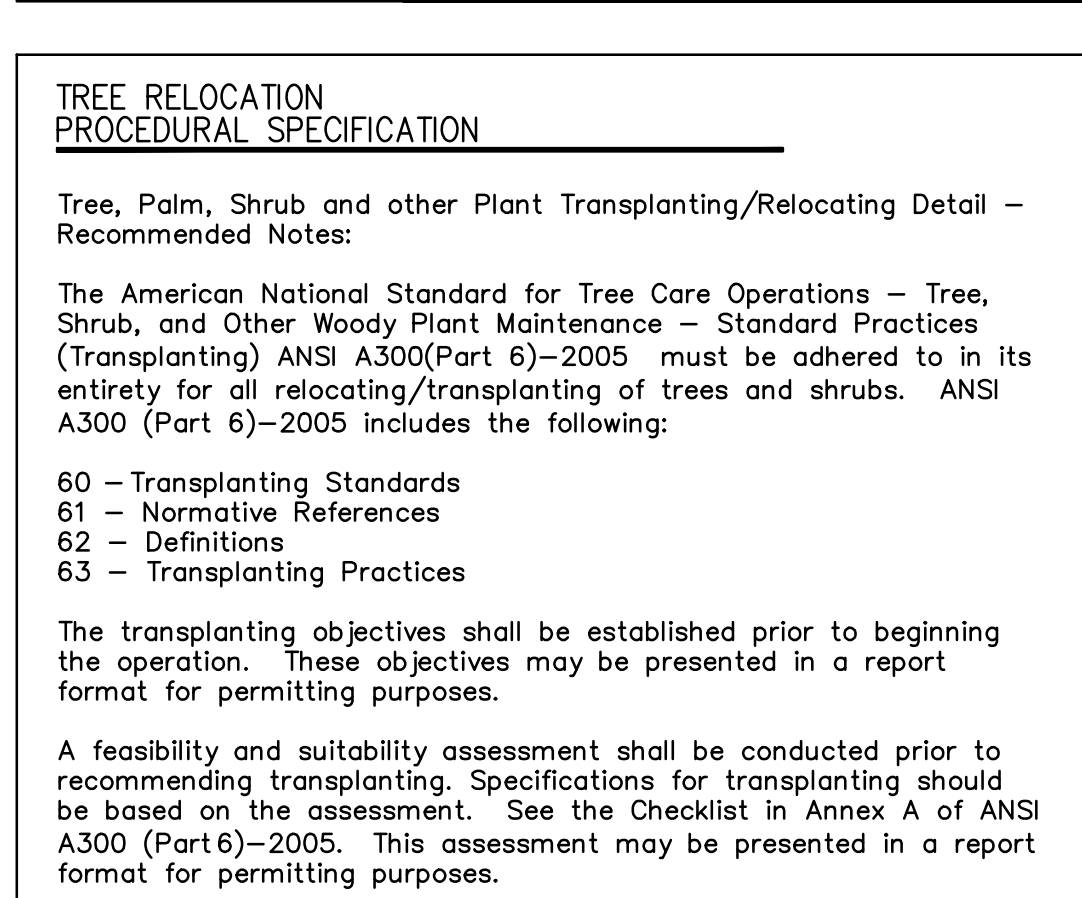 TREE RELOCATION
PROCEDURAL SPECIFICATION
Tree, Palm, Shrub and other Plant Transplanting/Relocating Detail –
Recommended Notes:
The American National Standard for Tree Care Operations – Tree,
Shrub, and Other Woody Plant Maintenance – Standard Practices
(Transplanting) ANSI A300(Part 6)–2005 must be adhered to in its
entirety for all relocating/transplanting of trees and shrubs. ANSI
A300 (Part 6)–2005 includes the following:
60 – Transplanting Standards
61 – Normative References
62 – Definitions
63 – Transplanting Practices
The transplanting objectives shall be established prior to beginning
the operation. These objectives may be presented in a report
format for permitting purposes.
A feasibility and suitability assessment shall be conducted prior to
recommending transplanting. Specifications for transplanting should
be based on the assessment. See the Checklist in Annex A of ANSI
A300 (Part 6)–2005. This assessment may be presented in a report
format for permitting purposes.